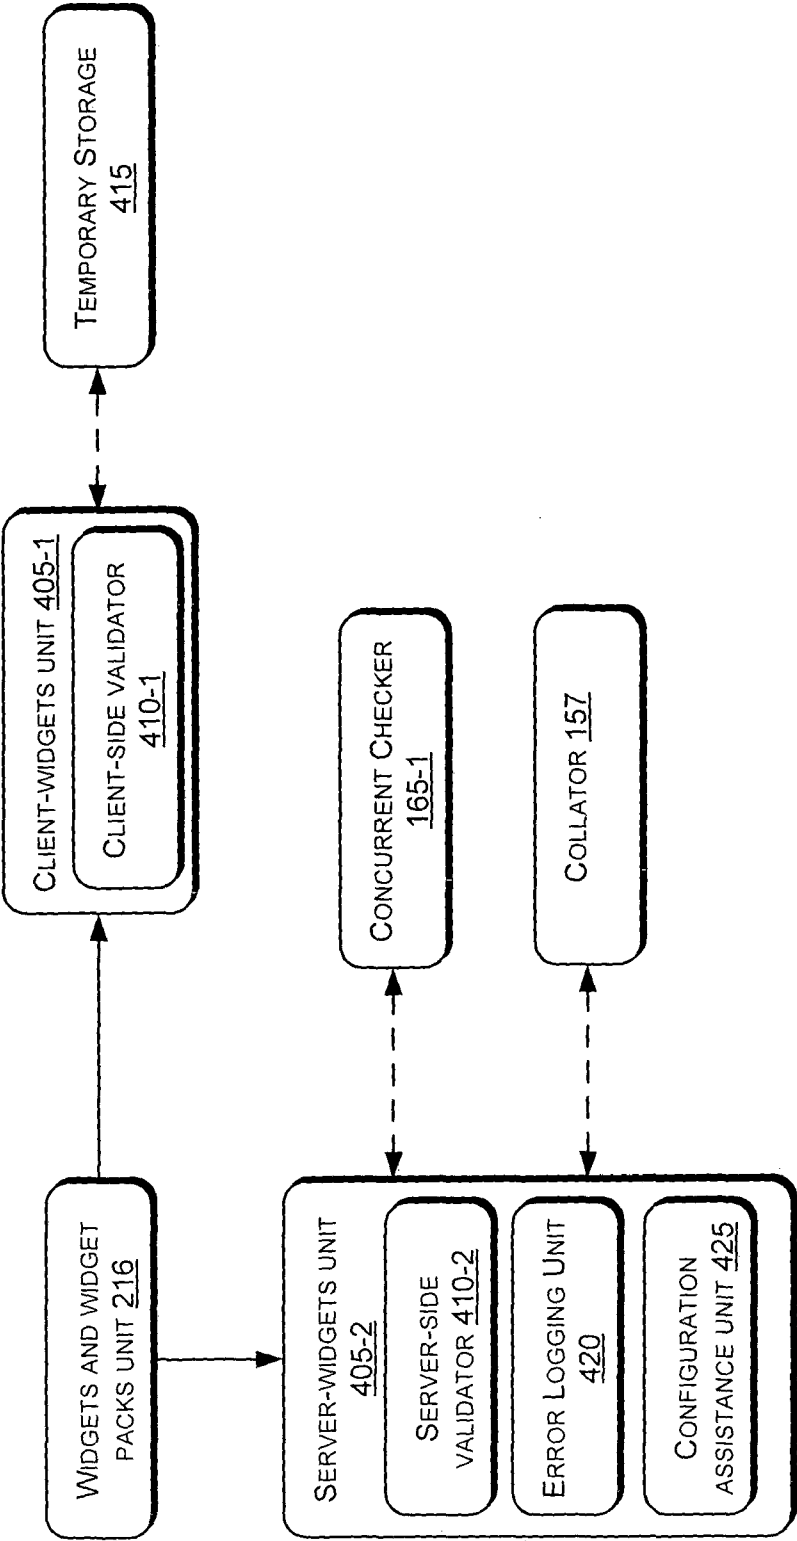 WIDGETS AND WIDGET
PACKS UNIT 216
CLIENT-WIDGETS UNIT 405-1
CLIENT-SIDE VALIDATOR
410-1
TEMPORARY STORAGE
415
SERVER-WIDGETS UNIT
405-2
SERVER-SIDE
VALIDATOR 410-2
ERROR LOGGING UNIT
420
CONFIGURATION
ASSISTANCE UNIT 425
CONCURRENT CHECKER
165-1
COLLATOR 157